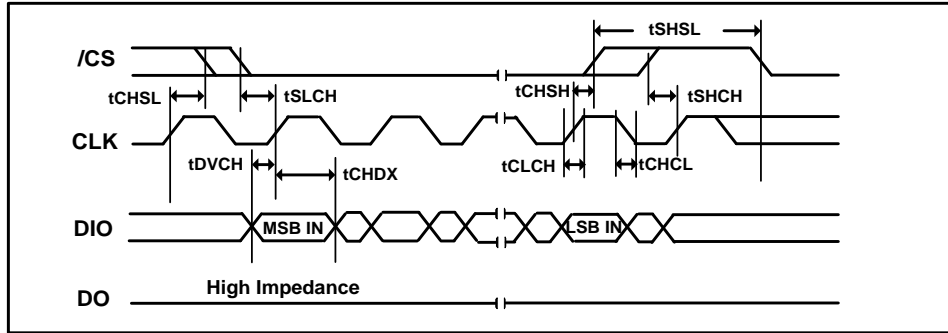 tSHSL
/CS
tCHSL
tSLCH
tCHSH
tSHCH
CLK
tDVCH
tCHDX
tCLCH
tCHCL
DIO
MSB IN
LSB IN
High Impedance
DO